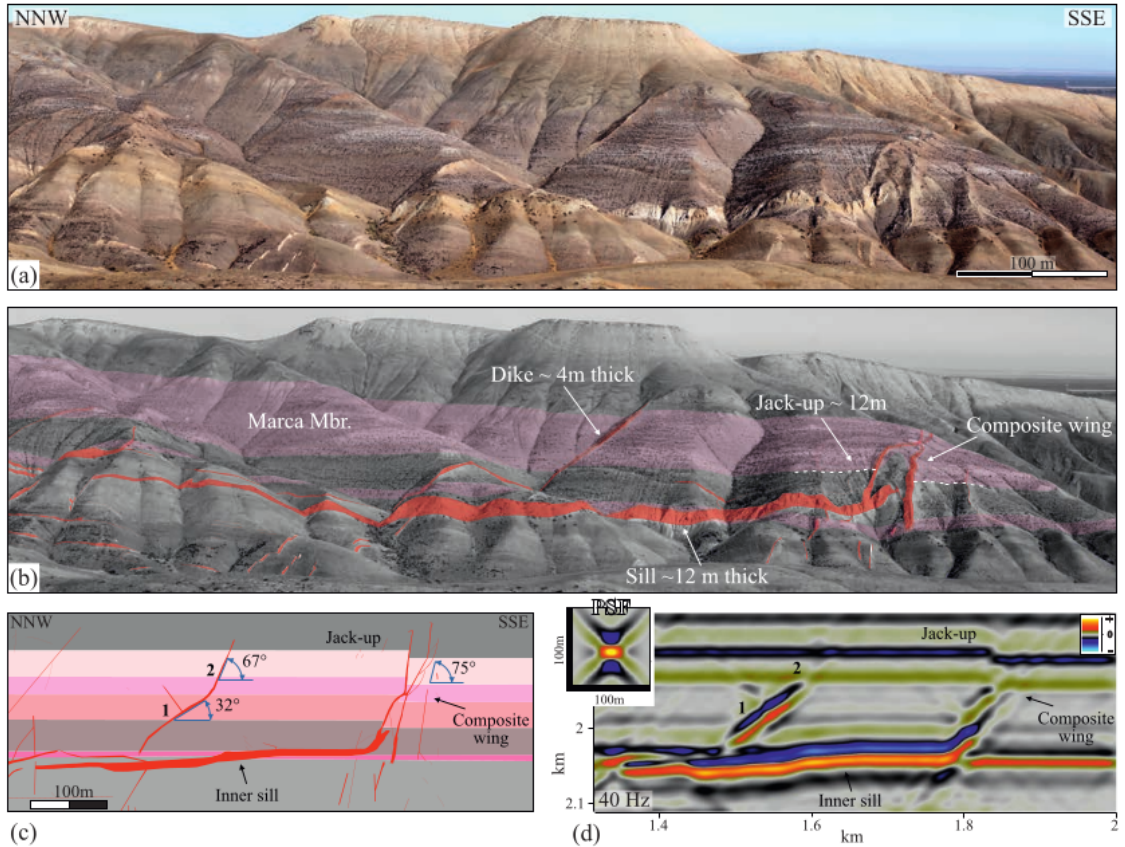 NNW
SSE
100 m
(a)
Dike ~ 4m thick
Jack-up ~ 12m
Marca Mbr.
Composite wing
Sill ~12 m thick
(b)
NNW
SSE
Jack-up
2
67°
75°
1
32°
Composite
wing
Inner sill
100m
(c)
PSF
100m
100m
Jack-up
+
0
-
2
1
Composite
wing
2
km
Inner sill
2.1
40 Hz
1.4
1.6
1.8
2
km
(d)